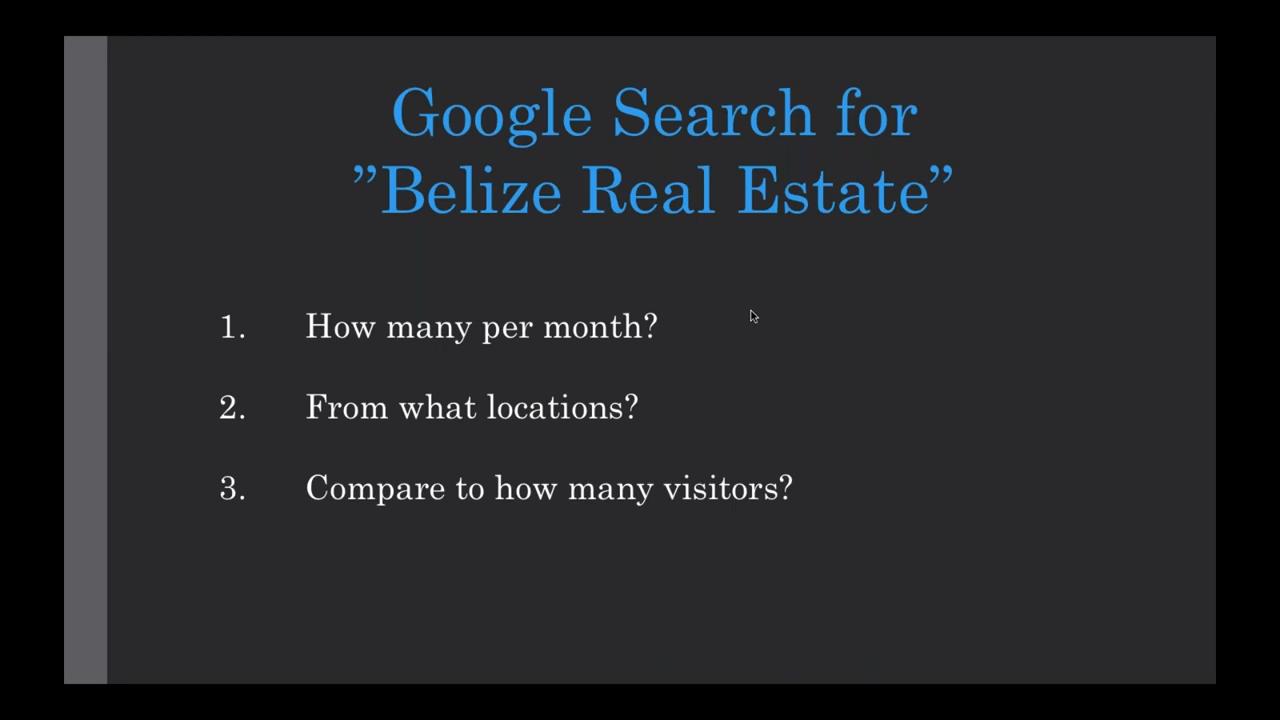 Google Search for
”Belize Real Estate”
1. How many per month?
2. From what locations?
3. Compare to how many visitors?